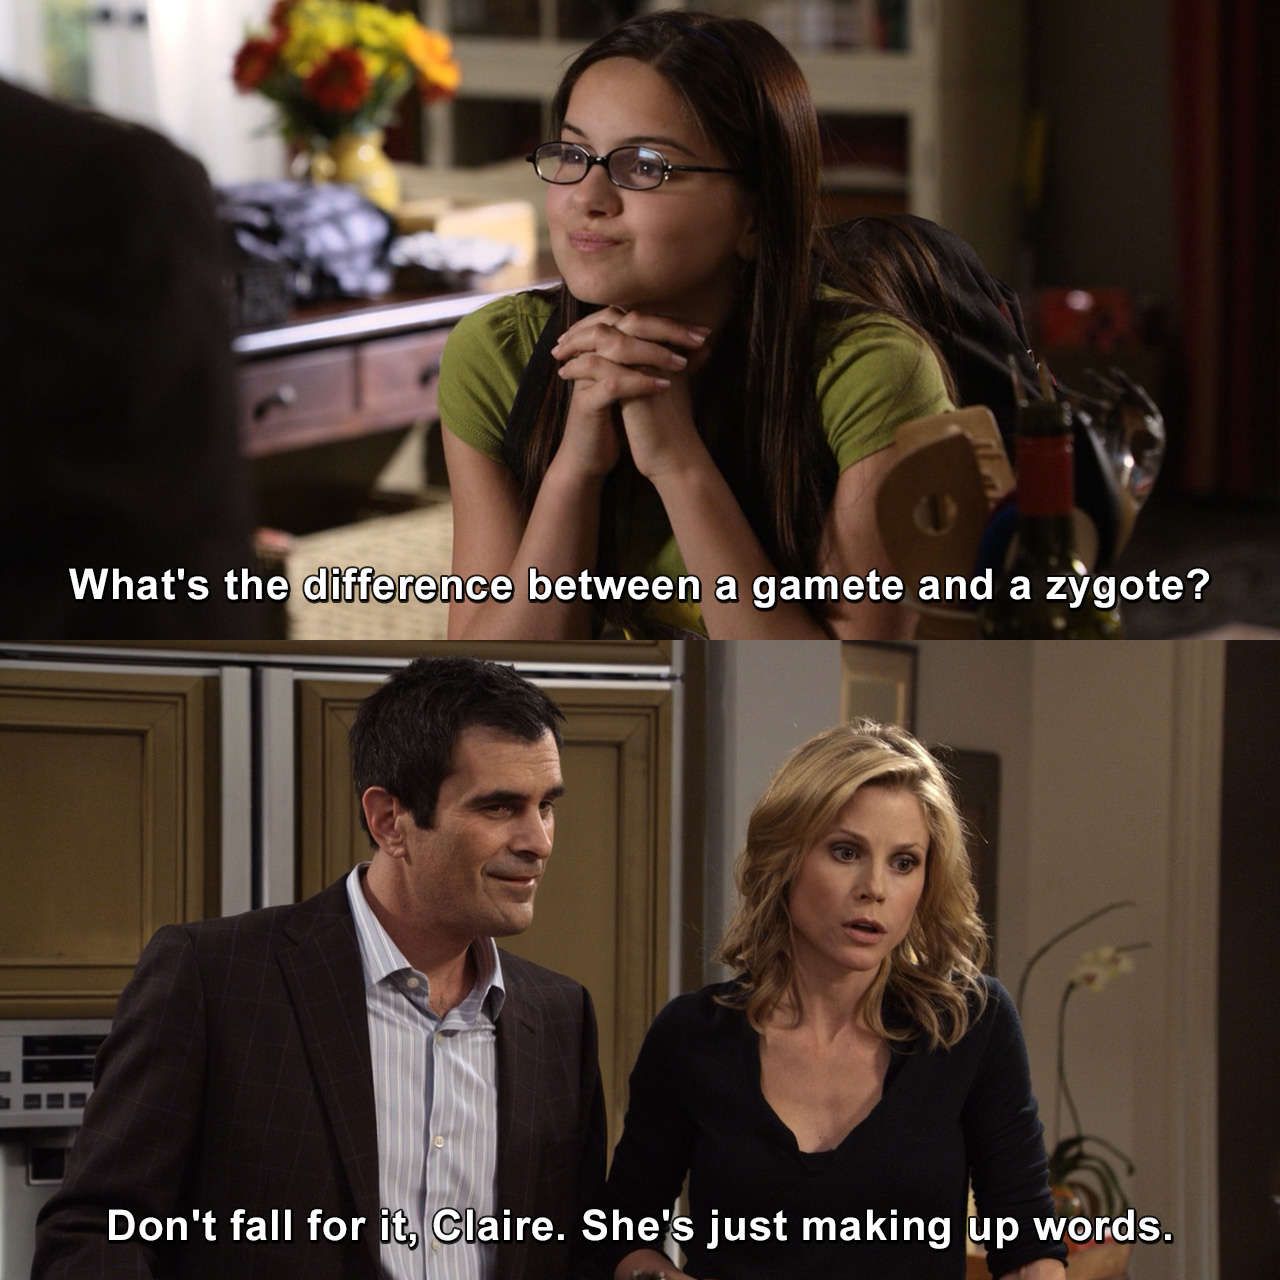 What's the difference between a gamete and a zygote?
Don't fall for it, Claire. She's just making up words.